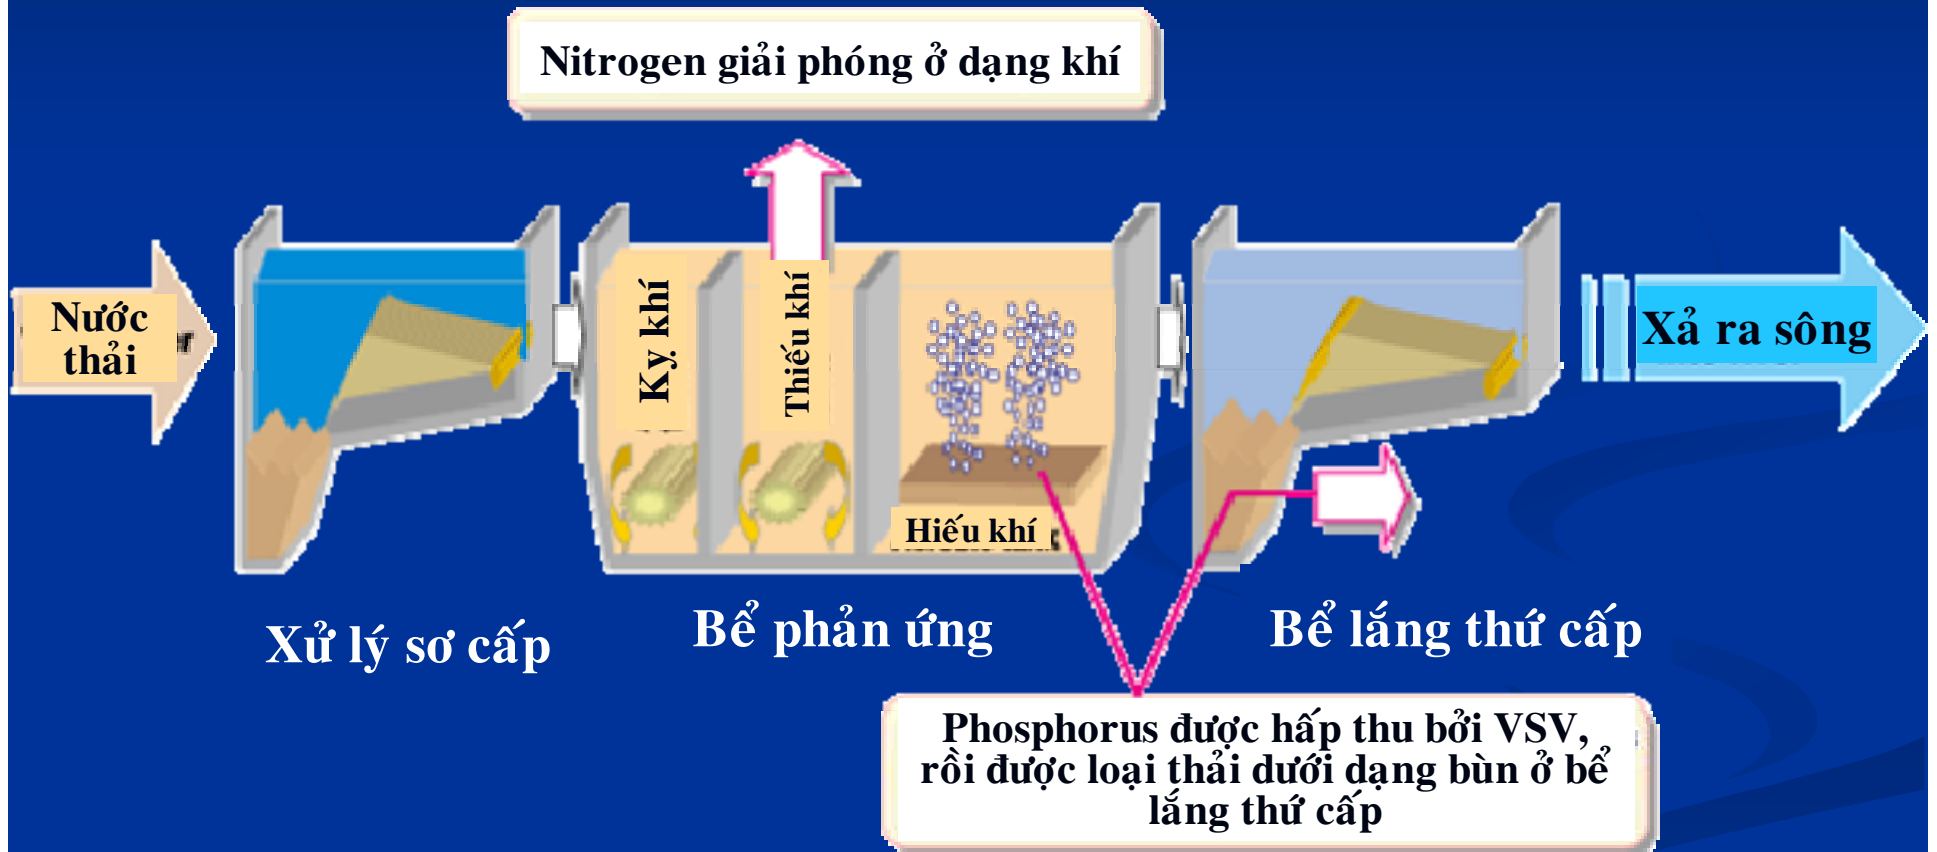 Nitrogen giải phóng ở dạng khí
Nước
thải
Kỵ khí
Thiếu khí
Hiếu khí
Xả ra sông
Xử lý sơ cấp
Bể phản ứng
Bể lắng thứ cấp
Phosphorus được hấp thu bởi VSV,
rồi được loại thải dưới dạng bùn ở bể
lắng thứ cấp